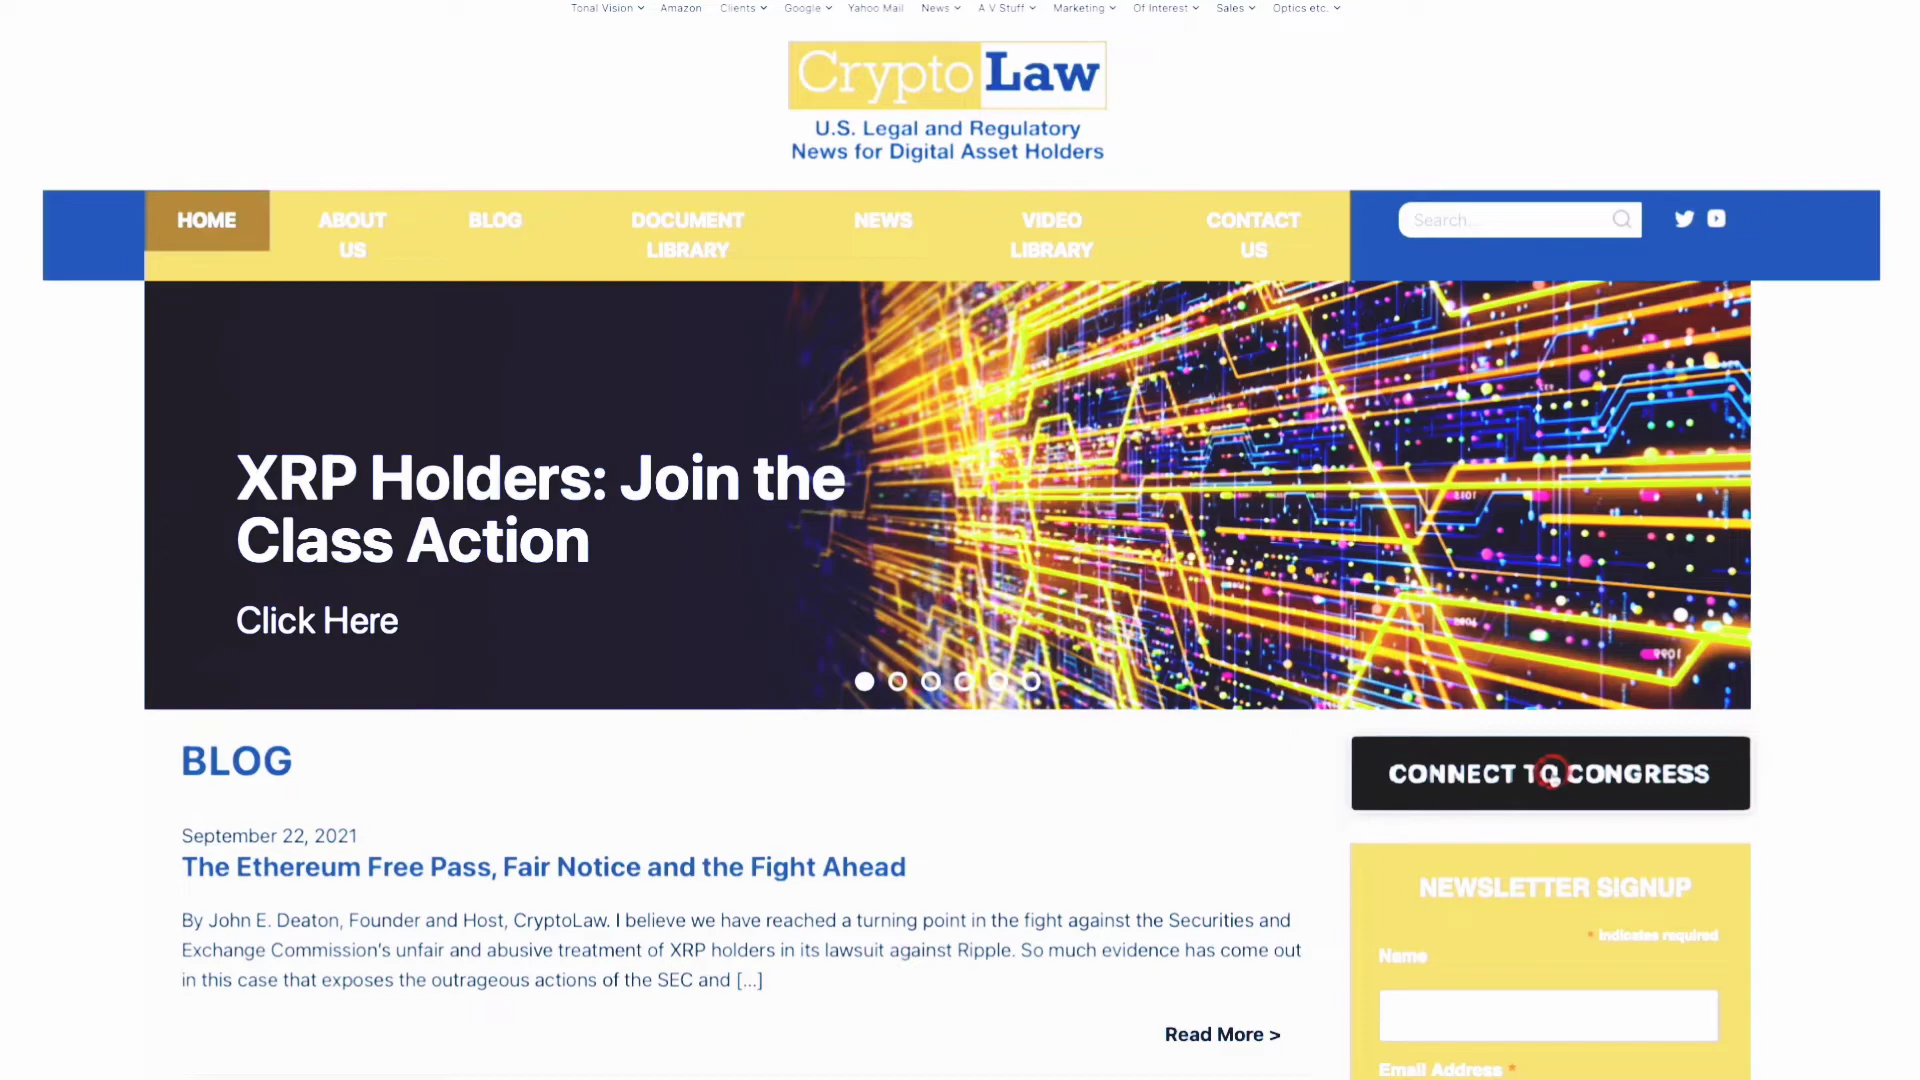 Tonal Vision Amazon Clients Google Yahoo Mail News A V Stuff Marketing Of Interest Sales Optics etc.
Crypto Law
U.S. Legal and Regulatory
News for Digital Asset Holders
HOME ABOUT US BLOG DOCUMENT LIBRARY NEWS VIDEO LIBRARY CONTACT US Search...
XRP Holders: Join the
Class Action
Click Here
BLOG
September 22, 2021
The Ethereum Free Pass, Fair Notice and the Fight Ahead
By John E. Deaton, Founder and Host, CryptoLaw. I believe we have reached a turning point in the fight against the Securities and
Exchange Commission’s unfair and abusive treatment of XRP holders in its lawsuit against Ripple. So much evidence has come out
in this case that exposes the outrageous actions of the SEC and [...]
Read More >
CONNECT TO CONGRESS
NEWSLETTER SIGNUP
* indicates required
Name
Email Address *